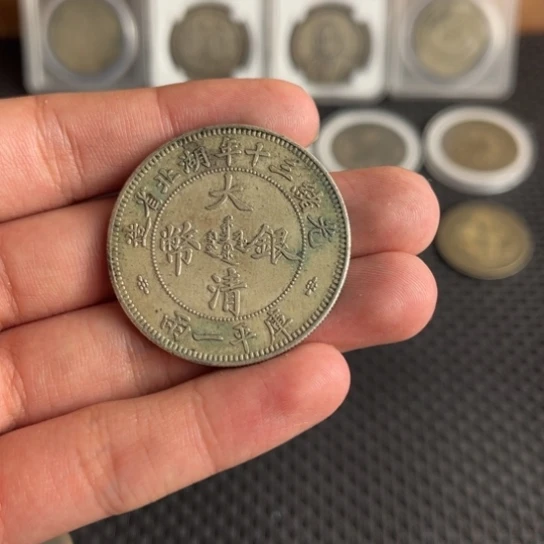 光緒三十年湖北省造
大清銀幣
庫平一兩